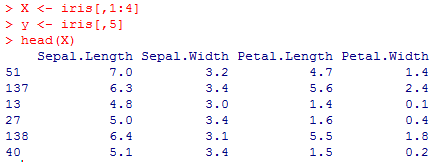 > X <- iris[,1:4]
> y <- iris[,5]
> head(X)
    Sepal.Length Sepal.Width Petal.Length Petal.Width
51           7.0         3.2          4.7         1.4
137          6.3         3.4          5.6         2.4
13           4.8         3.0          1.4         0.1
27           5.0         3.4          1.6         0.4
138          6.4         3.1          5.5         1.8
40           5.1         3.4          1.5         0.2